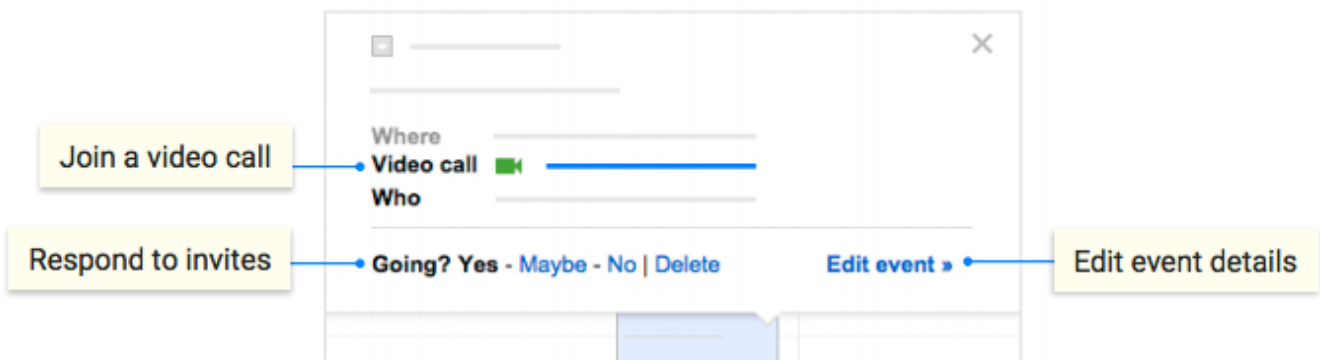 Where
Join a video call
Video call
Who
Respond to invites
Going? Yes - Maybe - No | Delete
Edit event »
Edit event details